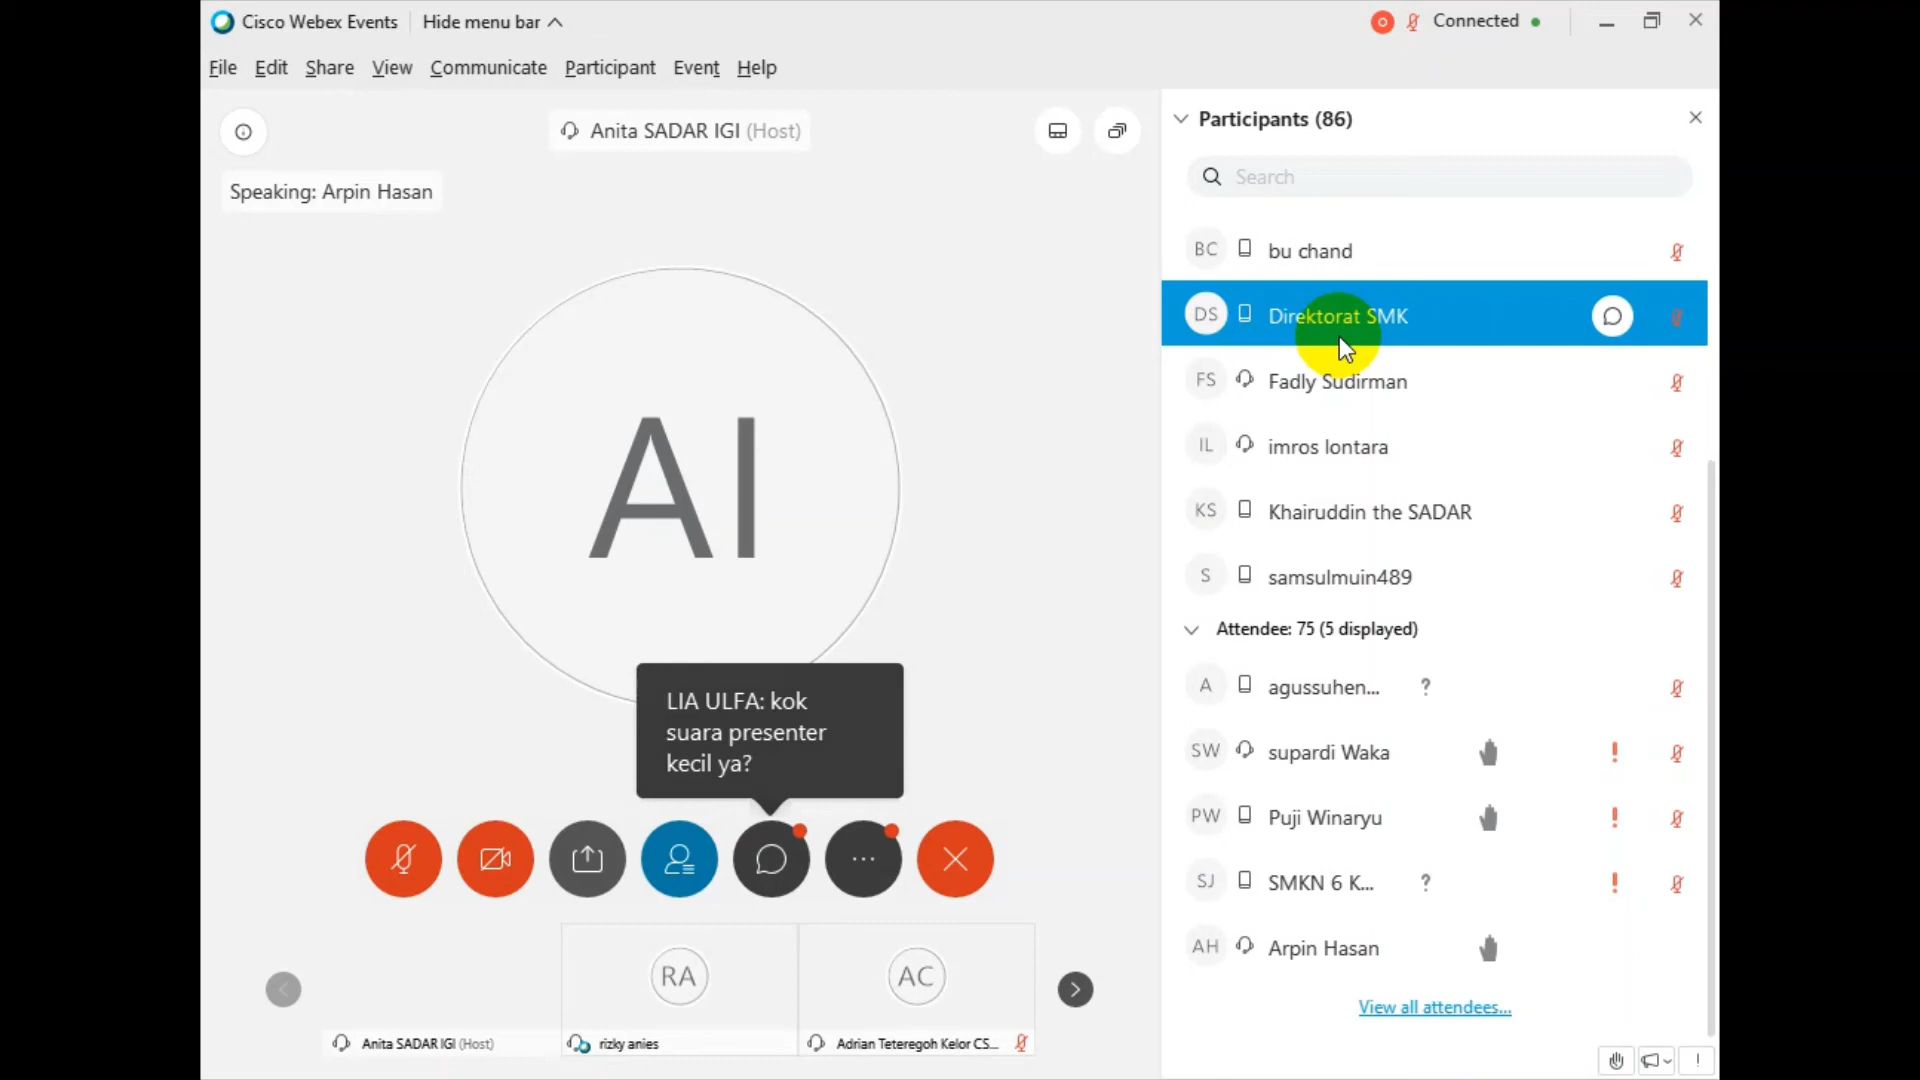 Cisco Webex Events
Hide menu bar
Connected
File Edit Share View Communicate Participant Event Help
Anita SADAR IGI (Host)
Speaking: Arpin Hasan
AI
LIA ULFA: kok
suara presenter
kecil ya?
RA
AC
Anita SADAR IGI (Host)
rizky anies
Adrian Teteregoh Kelor CS...
Participants (86)
Search
BC bu chand
DS Direktorat SMK
FS Fadly Sudirman
IL imros lontara
KS Khairuddin the SADAR
S samsulmuin489
Attendee: 75 (5 displayed)
A agussuhen... ?
SW supardi Waka !
PW Puji Winaryu !
SJ SMKN 6 K... ? !
AH Arpin Hasan
View all attendees...
!